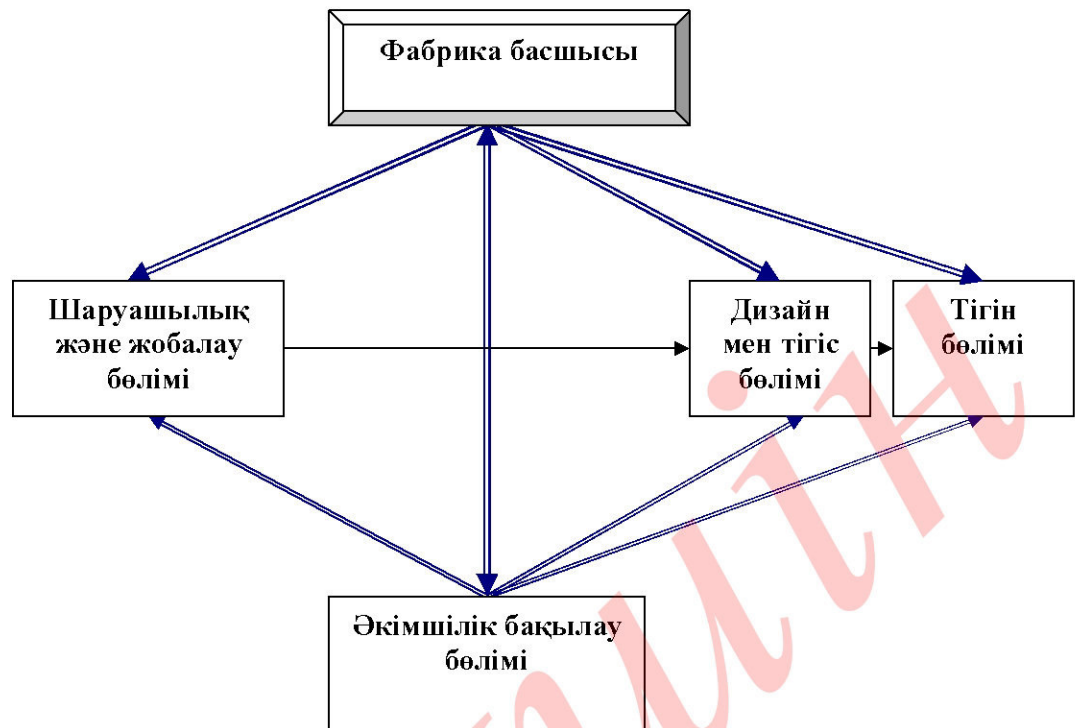 Фабрика басшысы
Шаруашылық
және жобалау
бөлімі
Дизайн
мен тігіс
бөлімі
Тігін
бөлімі
Әкімшілік бақылау
бөлімі